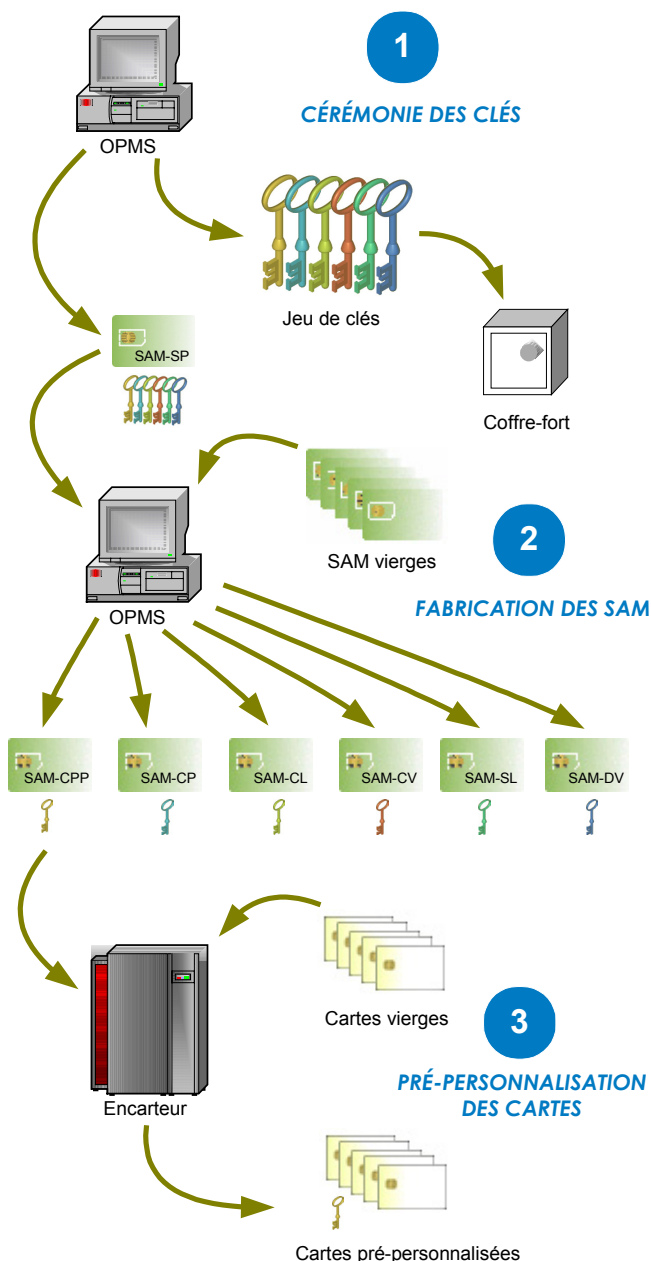 1
CÉRÉMONIE DES CLÉS
OPMS
Jeu de clés
SAM-SP
Coffre-fort
SAM vierges
2
OPMS
FABRICATION DES SAM
SAM-CPP
SAM-CP
SAM-CL
SAM-CV
SAM-SL
SAM-DV
Cartes vierges
3
PRÉ-PERSONNALISATION
DES CARTES
Encarteur
Cartes pré-personnalisées